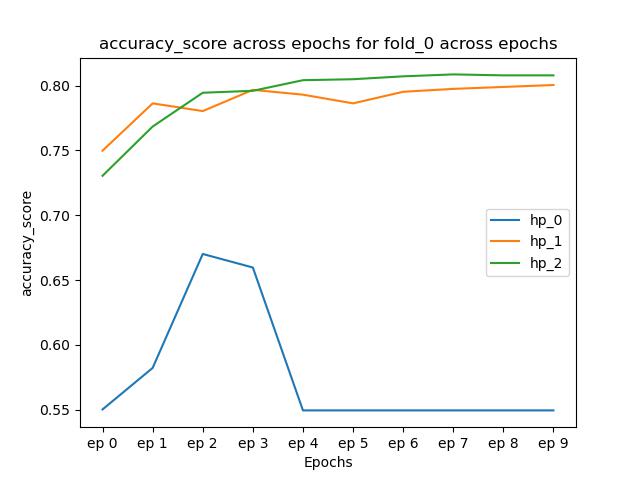 accuracy_score across epochs for fold_0 across epochs
accuracy_score
0.80
0.75
0.70
0.65
0.60
0.55
hp_0
hp_1
hp_2
ep 0 ep 1 ep 2 ep 3 ep 4 ep 5 ep 6 ep 7 ep 8 ep 9
Epochs